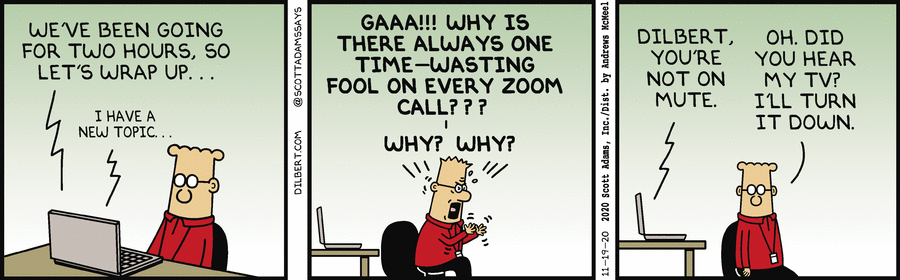 WE'VE BEEN GOING
FOR TWO HOURS, SO
LET'S WRAP UP...
I HAVE A
NEW TOPIC...
DILBERT.COM @SCOTTADAMSSAYS
GAAA!!! WHY IS
THERE ALWAYS ONE
TIME-WASTING
FOOL ON EVERY ZOOM
CALL???
WHY? WHY?
11-19-20 2020 Scott Adams, Inc./Dist. by Andrews McMeel
DILBERT,
YOU'RE
NOT ON
MUTE.
OH. DID
YOU HEAR
MY TV?
I'LL TURN
IT DOWN.